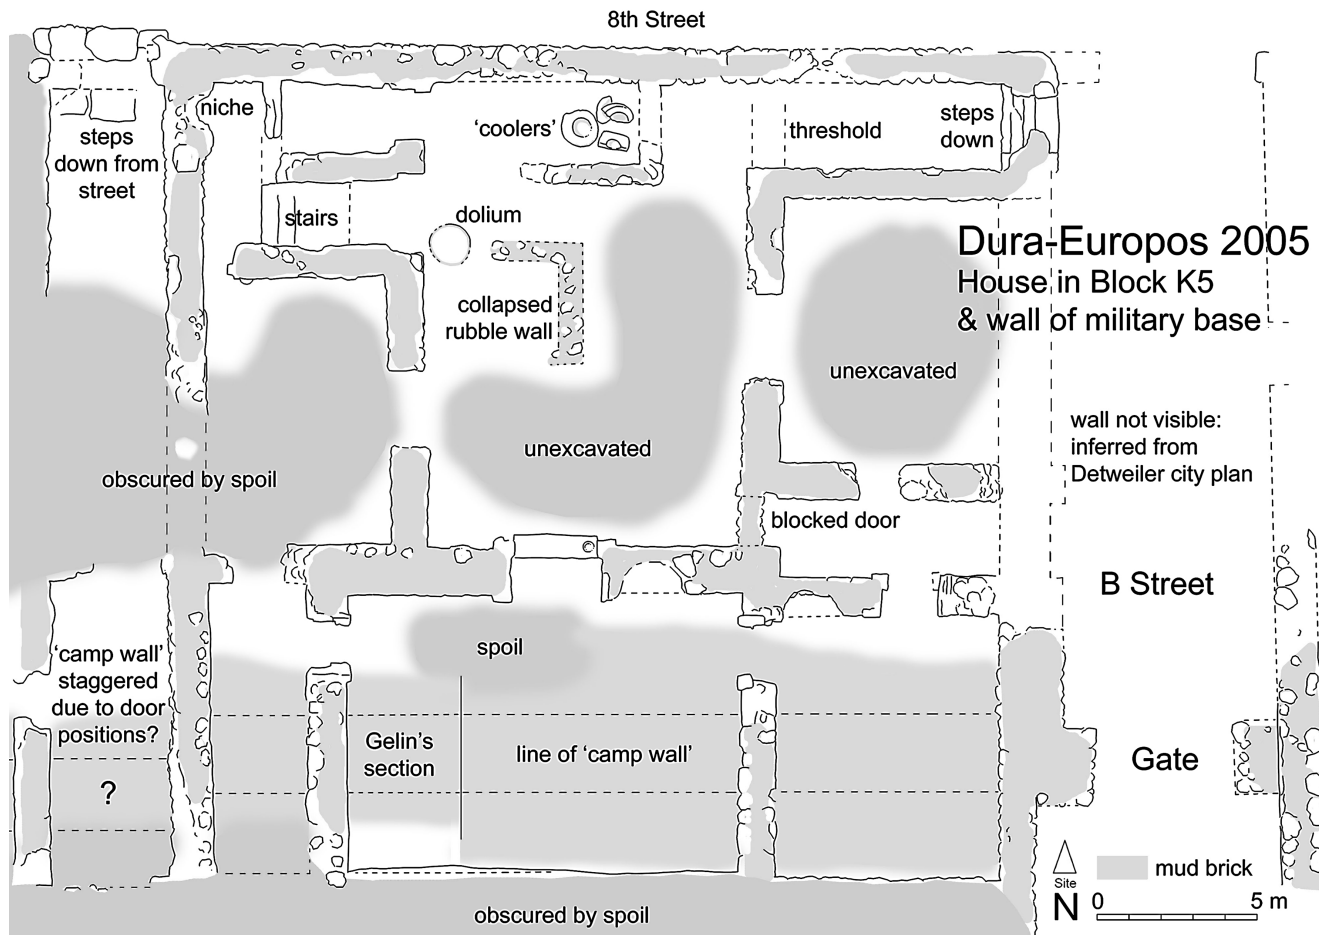 8th Street
niche
'coolers'
threshold
steps
down
steps
down from
street
stairs
dolium
Dura-Europos 2005
House in Block K5
& wall of military base
collapsed
rubble wall
unexcavated
wall not visible:
inferred from
Detweiler city plan
unexcavated
obscured by spoil
blocked door
B Street
spoil
'camp wall'
staggered
due to door
positions?
Gelin's
section
line of 'camp wall'
Gate
?
mud brick
Site
N
0 5 m
obscured by spoil